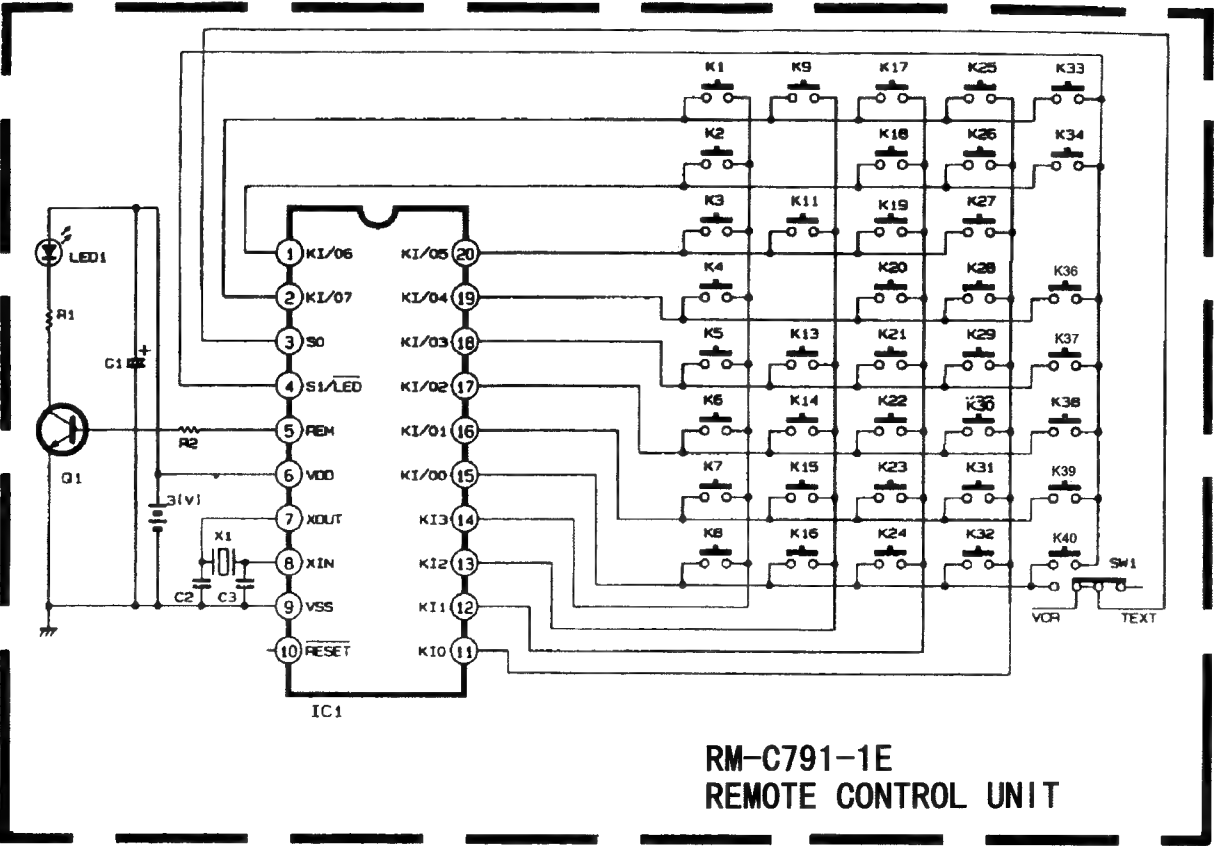 K1 K9 K17 K25 K33
K2 K18 K26 K34
K3 K11 K19 K27
K4 K20 K28 K36
K5 K13 K21 K29 K37
K6 K14 K22 K30 K38
K7 K15 K23 K31 K39
K8 K16 K24 K32 K40
SW1
VCR TEXT
LED1
R1
C1 +
Q1
R2
3(V)
X1
C2 C3
1 KI/06 KI/05 20
2 KI/07 KI/04 19
3 SO KI/03 18
4 S1/LED KI/02 17
5 REM KI/01 16
6 VDD KI/00 15
7 XOUT KI3 14
8 XIN KI2 13
9 VSS KI1 12
10 RESET KI0 11
IC1
RM-C791-1E
REMOTE CONTROL UNIT